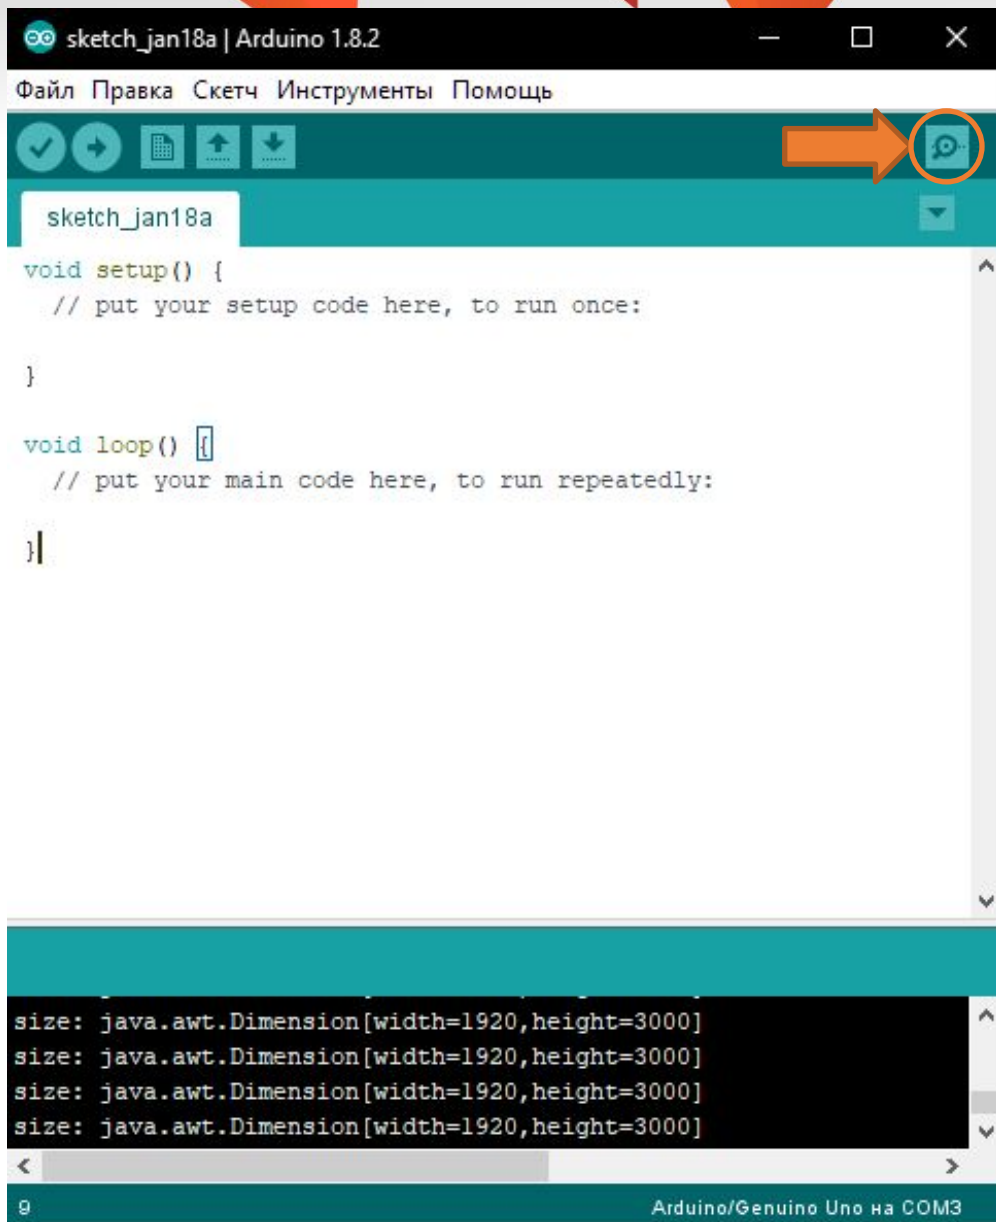 sketch_jan18a | Arduino 1.8.2
Файл Правка Скетч Инструменты Помощь
sketch_jan18a
void setup() {
// put your setup code here, to run once:
}
void loop() {
// put your main code here, to run repeatedly:
}
size: java.awt.Dimension[width=1920,height=3000]
size: java.awt.Dimension[width=1920,height=3000]
size: java.awt.Dimension[width=1920,height=3000]
size: java.awt.Dimension[width=1920,height=3000]
9 Arduino/Genuino Uno на COM3